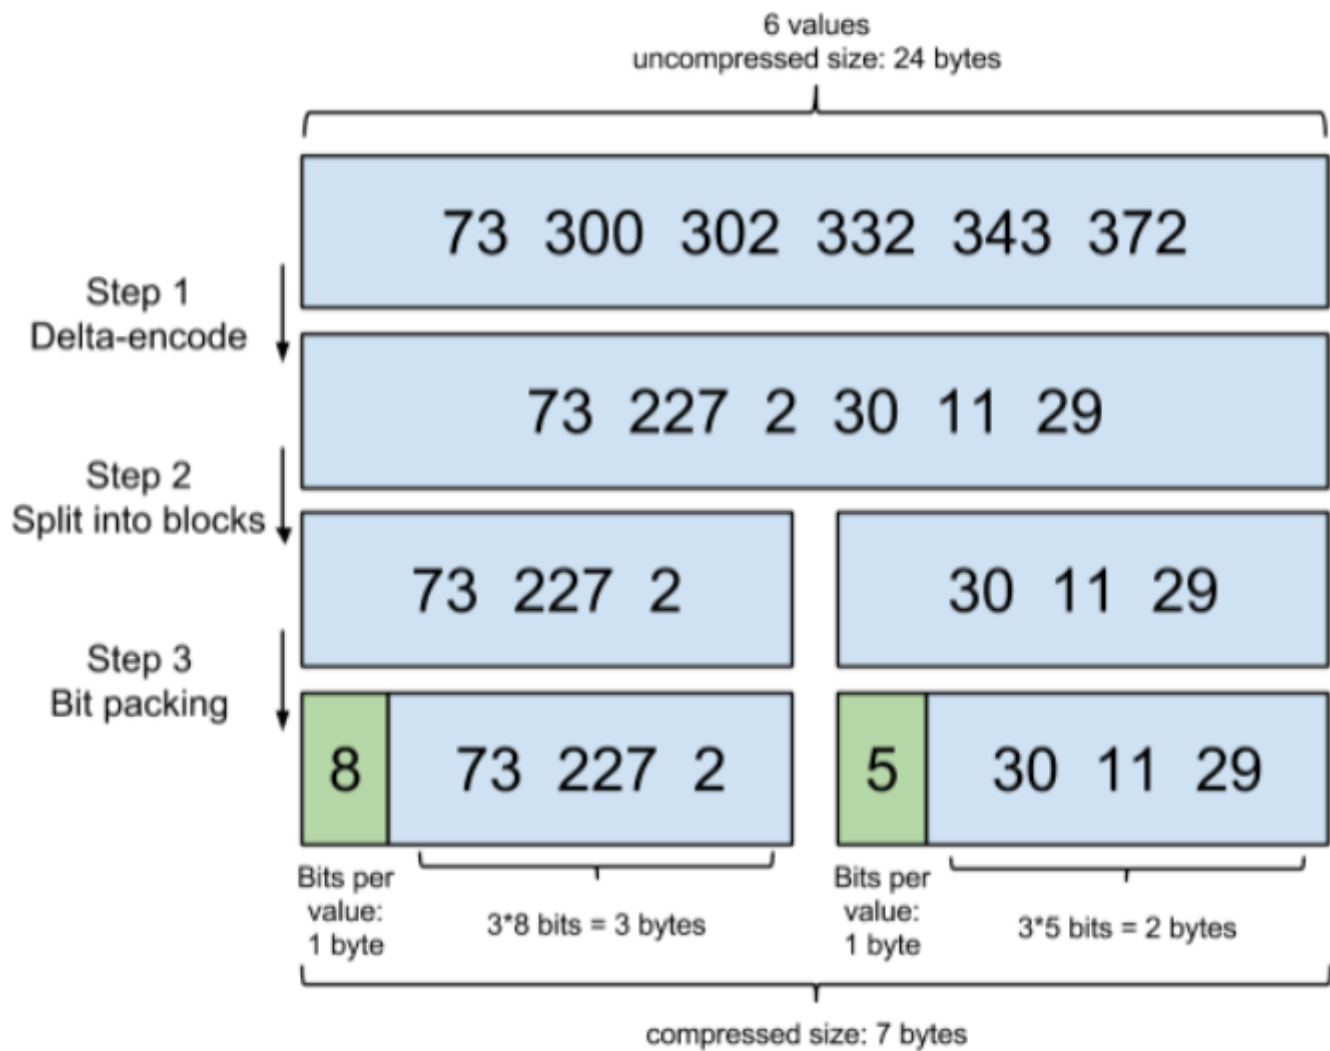 6 values
uncompressed size: 24 bytes
73 300 302 332 343 372
Step 1
Delta-encode
73 227 2 30 11 29
Step 2
Split into blocks
73 227 2
30 11 29
Step 3
Bit packing
8
73 227 2
5
30 11 29
Bits per
value:
1 byte
3*8 bits = 3 bytes
Bits per
value:
1 byte
3*5 bits = 2 bytes
compressed size: 7 bytes